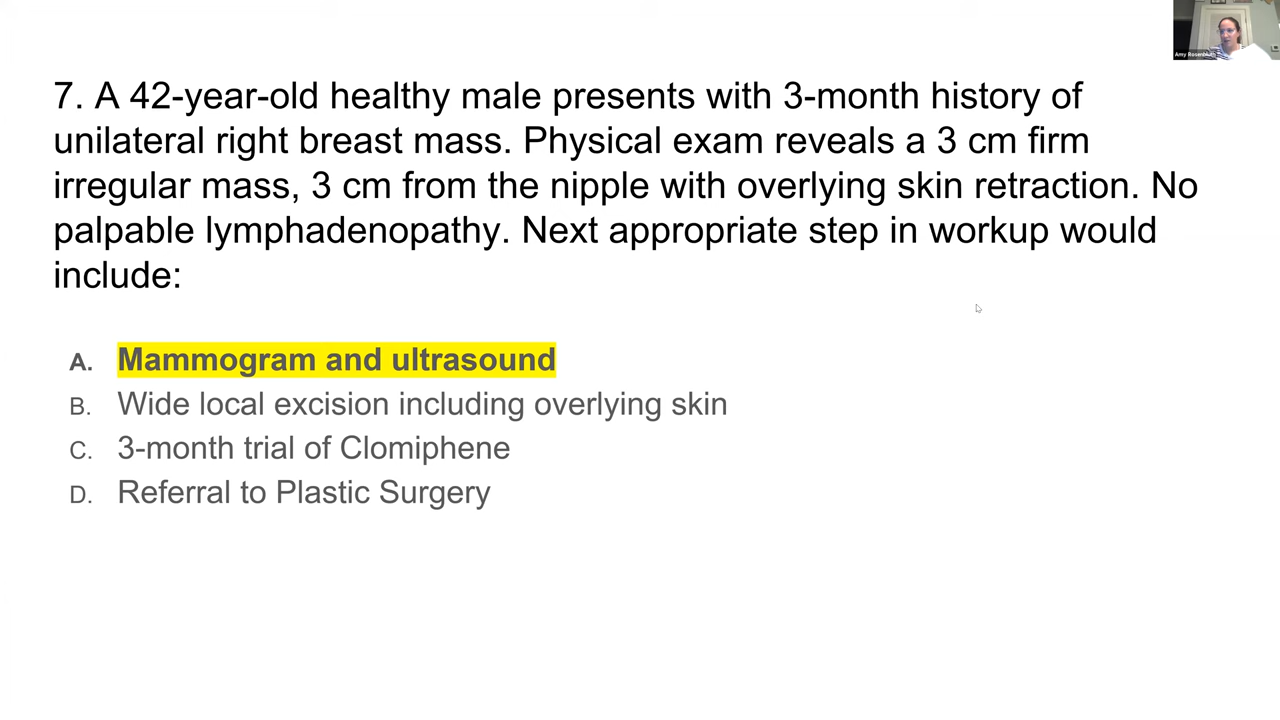 7. A 42-year-old healthy male presents with 3-month history of
unilateral right breast mass. Physical exam reveals a 3 cm firm
irregular mass, 3 cm from the nipple with overlying skin retraction. No
palpable lymphadenopathy. Next appropriate step in workup would
include:
A. Mammogram and ultrasound
B. Wide local excision including overlying skin
C. 3-month trial of Clomiphene
D. Referral to Plastic Surgery
Amy